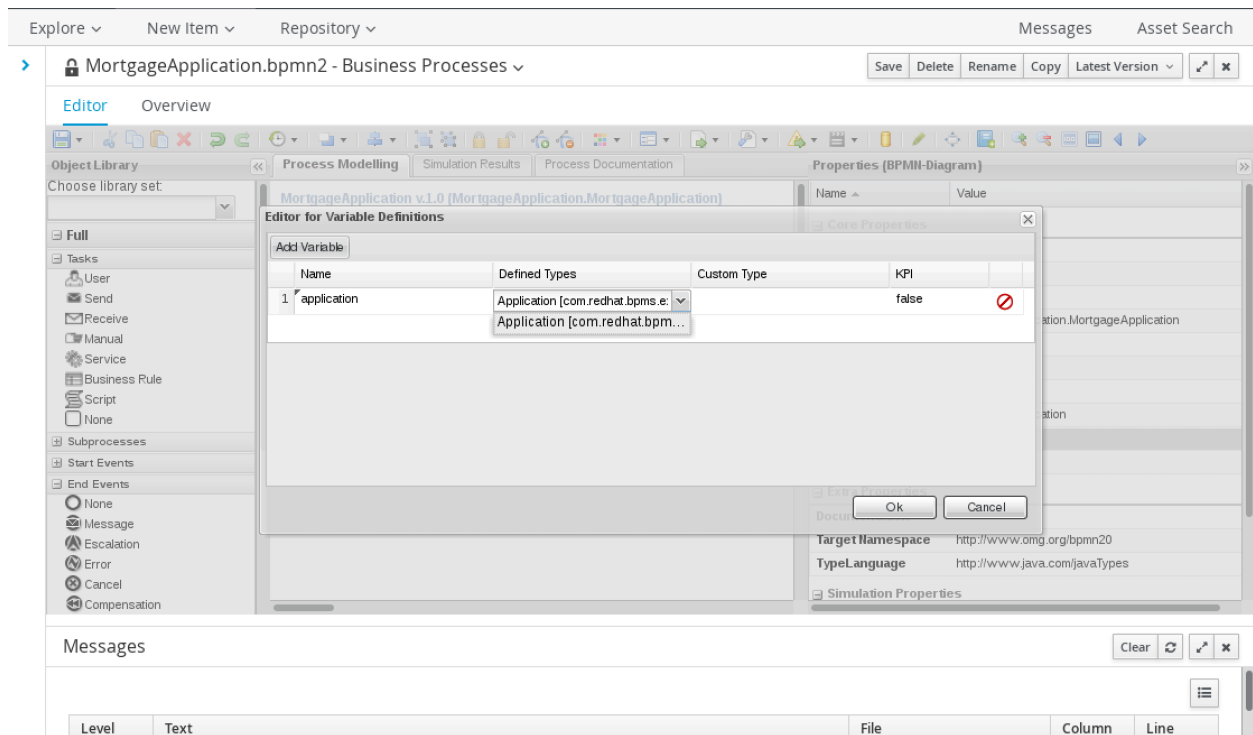 Explore New Item Repository Messages Asset Search
MortgageApplication.bpmn2 - Business Processes
Save Delete Rename Copy Latest Version
Editor Overview
Object Library
Process Modelling Simulation Results Process Documentation
Properties (BPMN-Diagram)
Choose library set:
MortgageApplication v.1.0 (MortgageApplication.MortgageApplication)
Name Value
Core Properties
Editor for Variable Definitions
Add Variable
Name Defined Types Custom Type KPI
1 application Application [com.redhat.bpms.e: false
Application [com.redhat.bpm...
Full
Tasks
User
Send
Receive
Manual
Service
Business Rule
Script
None
Subprocesses
Start Events
End Events
None
Message
Escalation
Error
Cancel
Compensation
ation.MortgageApplication
ation
Extra Properties
Ok Cancel
Target Namespace http://www.omg.org/bpmn20
TypeLanguage http://www.java.com/javaTypes
Simulation Properties
Messages
Clear
Level Text File Column Line